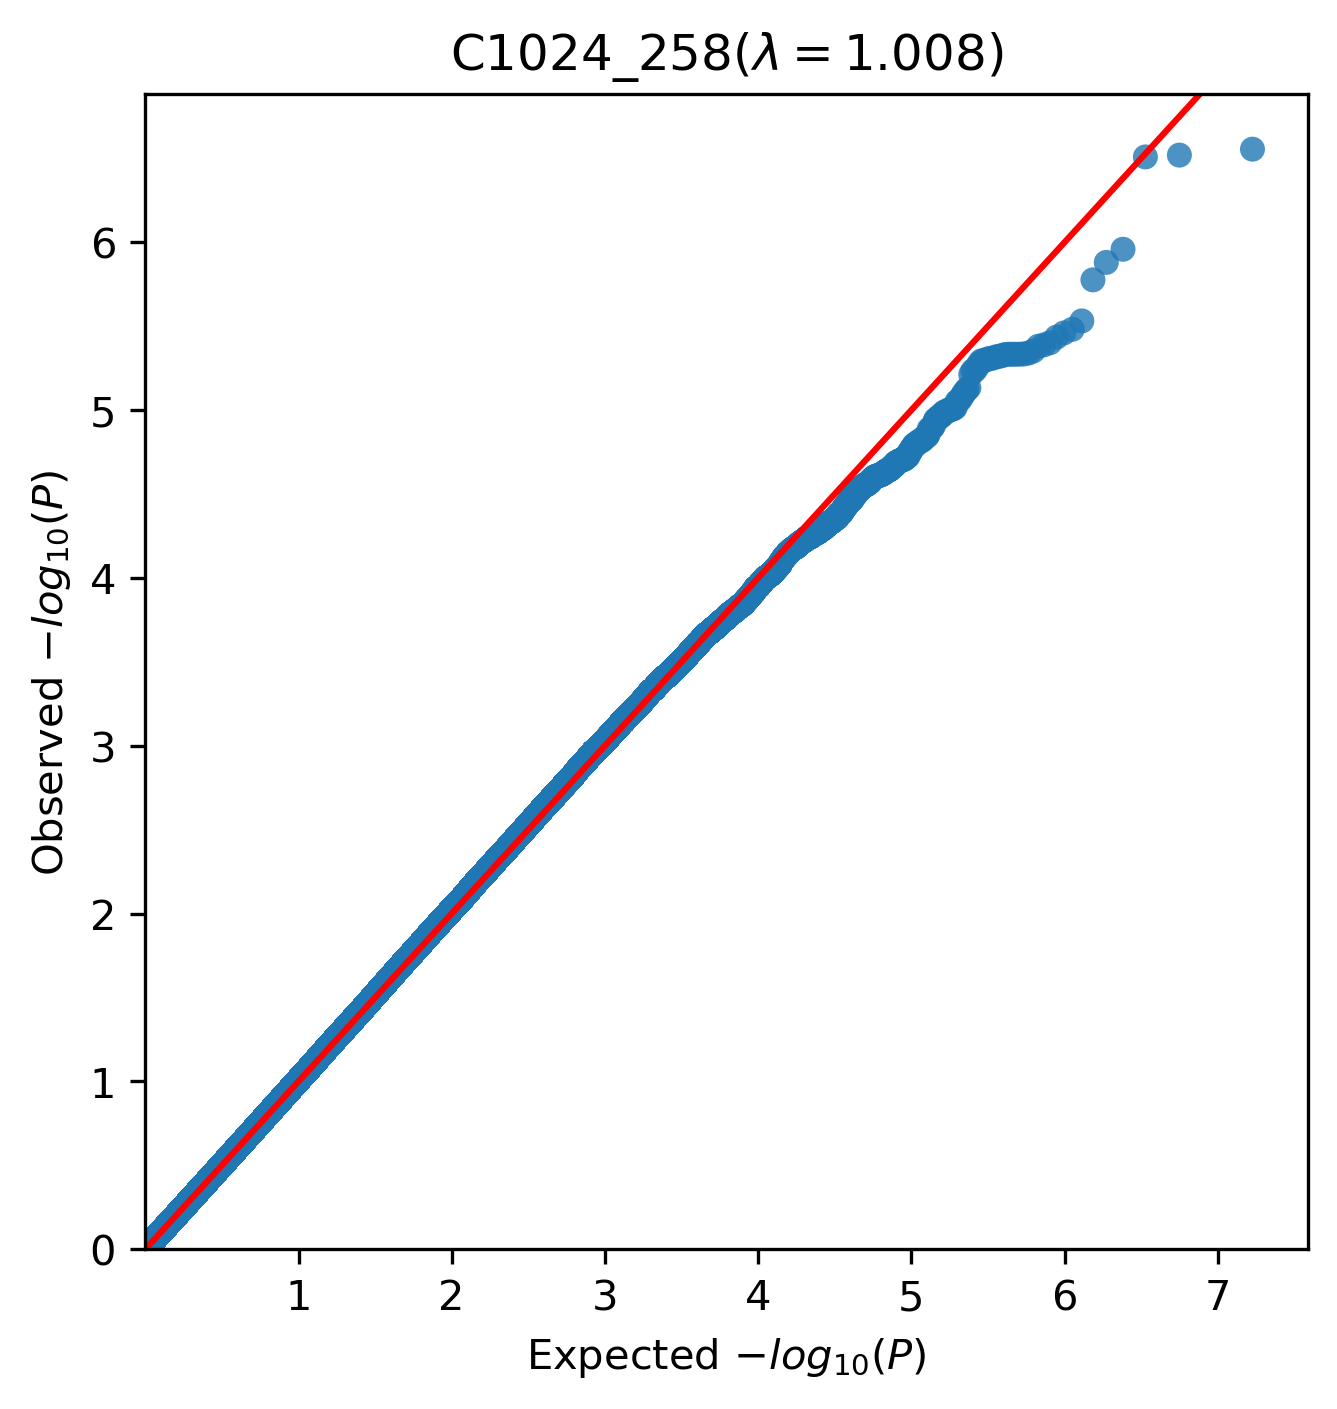 C1024_258(λ = 1.008)
Observed −log₁₀(P)
6
5
4
3
2
1
0
1 2 3 4 5 6 7
Expected −log₁₀(P)